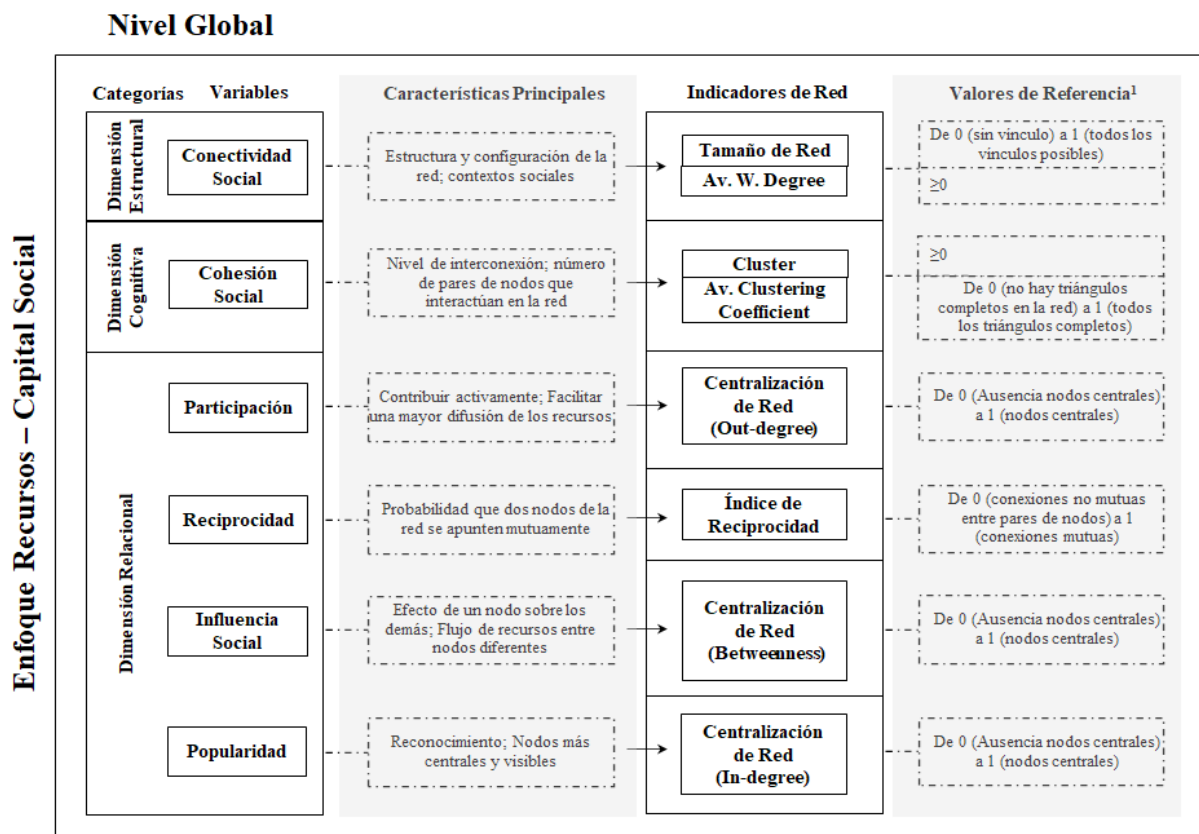 Nivel Global
Enfoque Recursos – Capital Social
Categorías
Variables
Características Principales
Indicadores de Red
Valores de Referencia¹
Dimensión
Estructural
Conectividad
Social
Estructura y configuración de la
red; contextos sociales
Tamaño de Red
Av. W. Degree
De 0 (sin vínculo) a 1 (todos los
vínculos posibles)
≥0
Dimensión
Cognitiva
Cohesión
Social
Nivel de interconexión; número
de pares de nodos que
interactúan en la red
Cluster
Av. Clustering
Coefficient
≥0
De 0 (no hay triángulos
completos en la red) a 1 (todos
los triángulos completos)
Dimensión Relacional
Participación
Contribuir activamente; Facilitar
una mayor difusión de los recursos;
Centralización
de Red
(Out-degree)
De 0 (Ausencia nodos centrales)
a 1 (nodos centrales)
Reciprocidad
Probabilidad que dos nodos de la
red se apunten mutuamente
Índice de
Reciprocidad
De 0 (conexiones no mutuas
entre pares de nodos) a 1
(conexiones mutuas)
Influencia
Social
Efecto de un nodo sobre los
demás; Flujo de recursos entre
nodos diferentes
Centralización
de Red
(Betweenness)
De 0 (Ausencia nodos centrales)
a 1 (nodos centrales)
Popularidad
Reconocimiento; Nodos más
centrales y visibles
Centralización
de Red
(In-degree)
De 0 (Ausencia nodos centrales)
a 1 (nodos centrales)